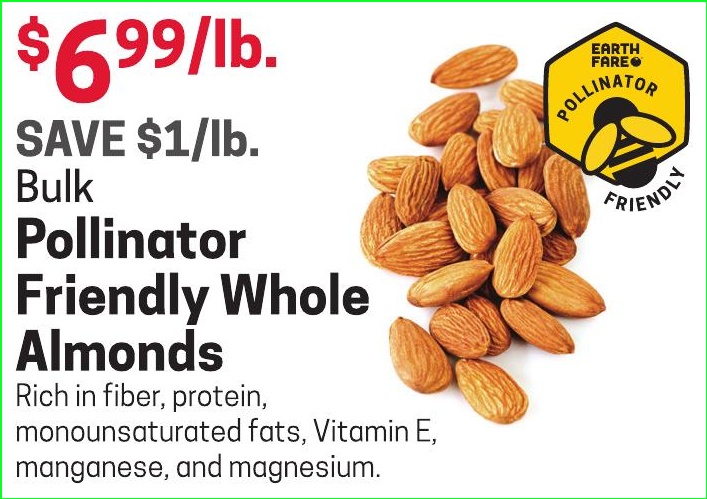 $6.99/lb.
SAVE $1/lb.
Bulk
Pollinator
Friendly Whole
Almonds
Rich in fiber, protein,
monounsaturated fats, Vitamin E,
manganese, and magnesium.
EARTH
FARE
POLLINATOR
FRIENDLY